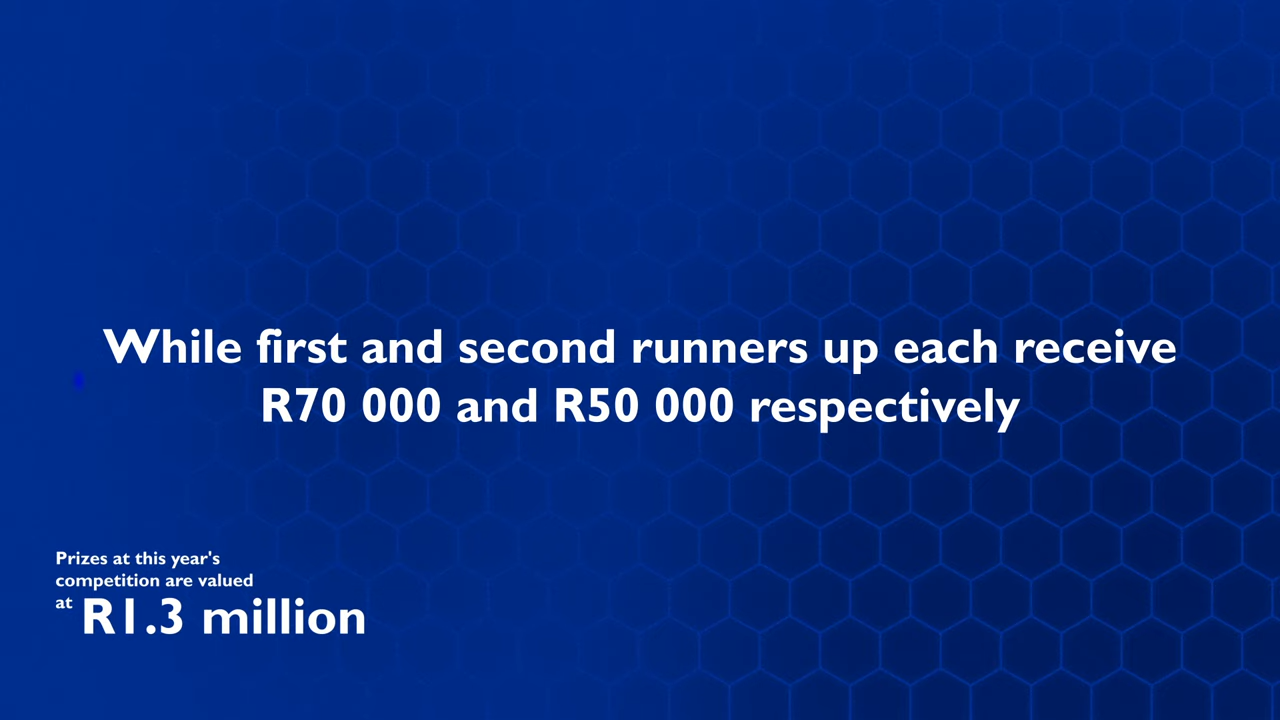 While first and second runners up each receive
R70 000 and R50 000 respectively
Prizes at this year's
competition are valued
at R1.3 million